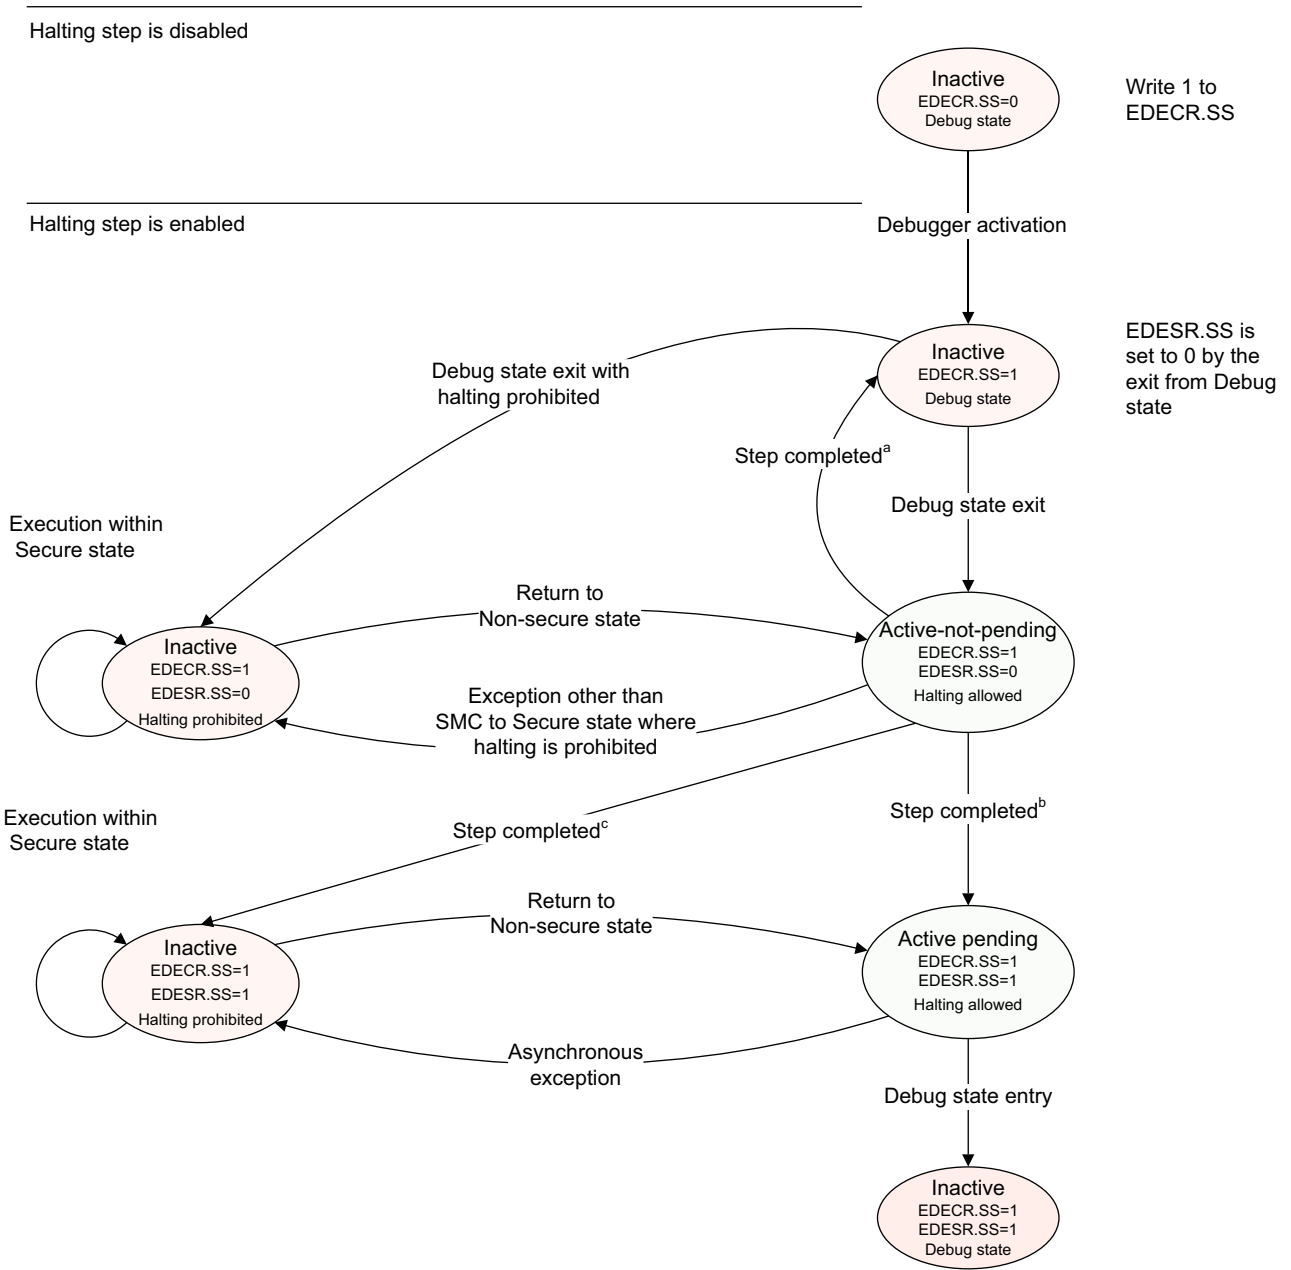 Halting step is disabled
Inactive
EDECR.SS=0
Debug state
Write 1 to
EDECR.SS
Halting step is enabled
Debugger activation
Inactive
EDECR.SS=1
Debug state
EDESR.SS is
set to 0 by the
exit from Debug
state
Debug state exit with
halting prohibited
Step completedᵃ
Debug state exit
Execution within
Secure state
Return to
Non-secure state
Inactive
EDECR.SS=1
EDESR.SS=0
Halting prohibited
Active-not-pending
EDECR.SS=1
EDESR.SS=0
Halting allowed
Exception other than
SMC to Secure state where
halting is prohibited
Execution within
Secure state
Step completedᶜ
Step completedᵇ
Return to
Non-secure state
Inactive
EDECR.SS=1
EDESR.SS=1
Halting prohibited
Active pending
EDECR.SS=1
EDESR.SS=1
Halting allowed
Asynchronous
exception
Debug state entry
Inactive
EDECR.SS=1
EDESR.SS=1
Debug state